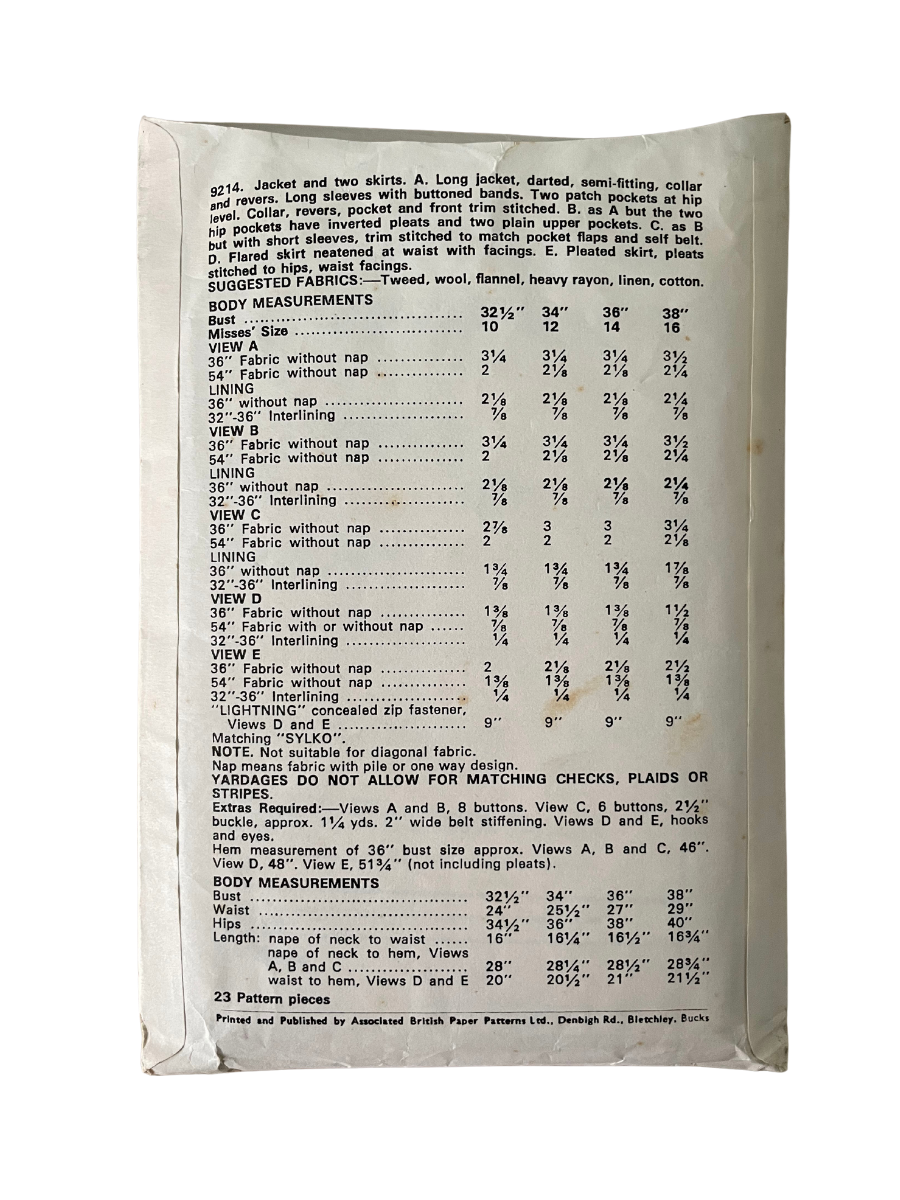 9214. Jacket and two skirts. A. Long jacket, darted, semi-fitting, collar
and revers. Long sleeves with buttoned bands. Two patch pockets at hip
level. Collar, revers, pocket and front trim stitched. B. as A but the two
hip pockets have inverted pleats and two plain upper pockets. C. as B
but with short sleeves, trim stitched to match pocket flaps and self belt.
D. Flared skirt neatened at waist with facings. E. Pleated skirt, pleats
stitched to hips, waist facings.
SUGGESTED FABRICS:—Tweed, wool, flannel, heavy rayon, linen, cotton.
BODY MEASUREMENTS
Bust ...................................... 32½" 34" 36" 38"
Misses' Size ............................. 10 12 14 16
VIEW A
36" Fabric without nap ............... 3¼ 3¼ 3¼ 3½
54" Fabric without nap ............... 2 2⅛ 2⅛ 2¼
LINING
36" without nap ........................ 2⅛ 2⅛ 2⅛ 2¼
32"-36" Interlining ..................... ⅞ ⅞ ⅞ ⅞
VIEW B
36" Fabric without nap ............... 3¼ 3¼ 3¼ 3½
54" Fabric without nap ............... 2 2⅛ 2⅛ 2¼
LINING
36" without nap ........................ 2⅛ 2⅛ 2⅛ 2¼
32"-36" Interlining ..................... ⅞ ⅞ ⅞ ⅞
VIEW C
36" Fabric without nap ............... 2⅞ 3 3 3¼
54" Fabric without nap ............... 2 2 2 2⅛
LINING
36" without nap ........................ 1¾ 1¾ 1¾ 1⅞
32"-36" Interlining ..................... ⅞ ⅞ ⅞ ⅞
VIEW D
36" Fabric without nap ............... 1⅜ 1⅜ 1⅜ 1½
54" Fabric with or without nap ...... ⅞ ⅞ ⅞ ⅞
32"-36" Interlining ..................... ¼ ¼ ¼ ¼
VIEW E
36" Fabric without nap ............... 2 2⅛ 2⅛ 2½
54" Fabric without nap ............... 1⅜ 1⅜ 1⅜ 1⅜
32"-36" Interlining ..................... ¼ ¼ ¼ ¼
"LIGHTNING" concealed zip fastener,
Views D and E ....................... 9" 9" 9" 9"
Matching "SYLKO".
NOTE. Not suitable for diagonal fabric.
Nap means fabric with pile or one way design.
YARDAGES DO NOT ALLOW FOR MATCHING CHECKS, PLAIDS OR
STRIPES.
Extras Required:—Views A and B, 8 buttons. View C, 6 buttons, 2½"
buckle, approx. 1¼ yds. 2" wide belt stiffening. Views D and E, hooks
and eyes.
Hem measurement of 36" bust size approx. Views A, B and C, 46".
View D, 48". View E, 51¾" (not including pleats).
BODY MEASUREMENTS
Bust ...................................... 32½" 34" 36" 38"
Waist ..................................... 24" 25½" 27" 29"
Hips ...................................... 34½" 36" 38" 40"
Length: nape of neck to waist ...... 16" 16¼" 16½" 16¾"
nape of neck to hem, Views
A, B and C ..................... 28" 28¼" 28½" 28¾"
waist to hem, Views D and E 20" 20½" 21" 21½"
23 Pattern pieces
Printed and Published by Associated British Paper Patterns Ltd., Denbigh Rd., Bletchley, Bucks